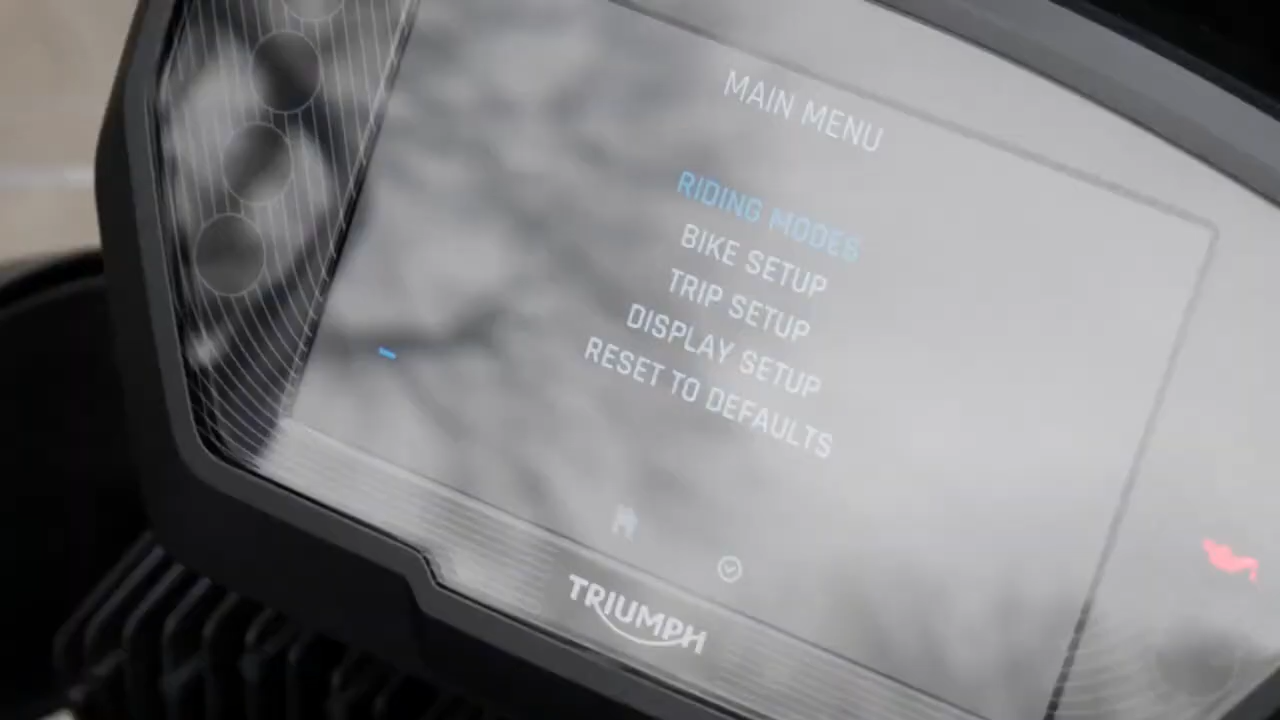 MAIN MENU
RIDING MODES
BIKE SETUP
TRIP SETUP
DISPLAY SETUP
RESET TO DEFAULTS
TRIUMPH